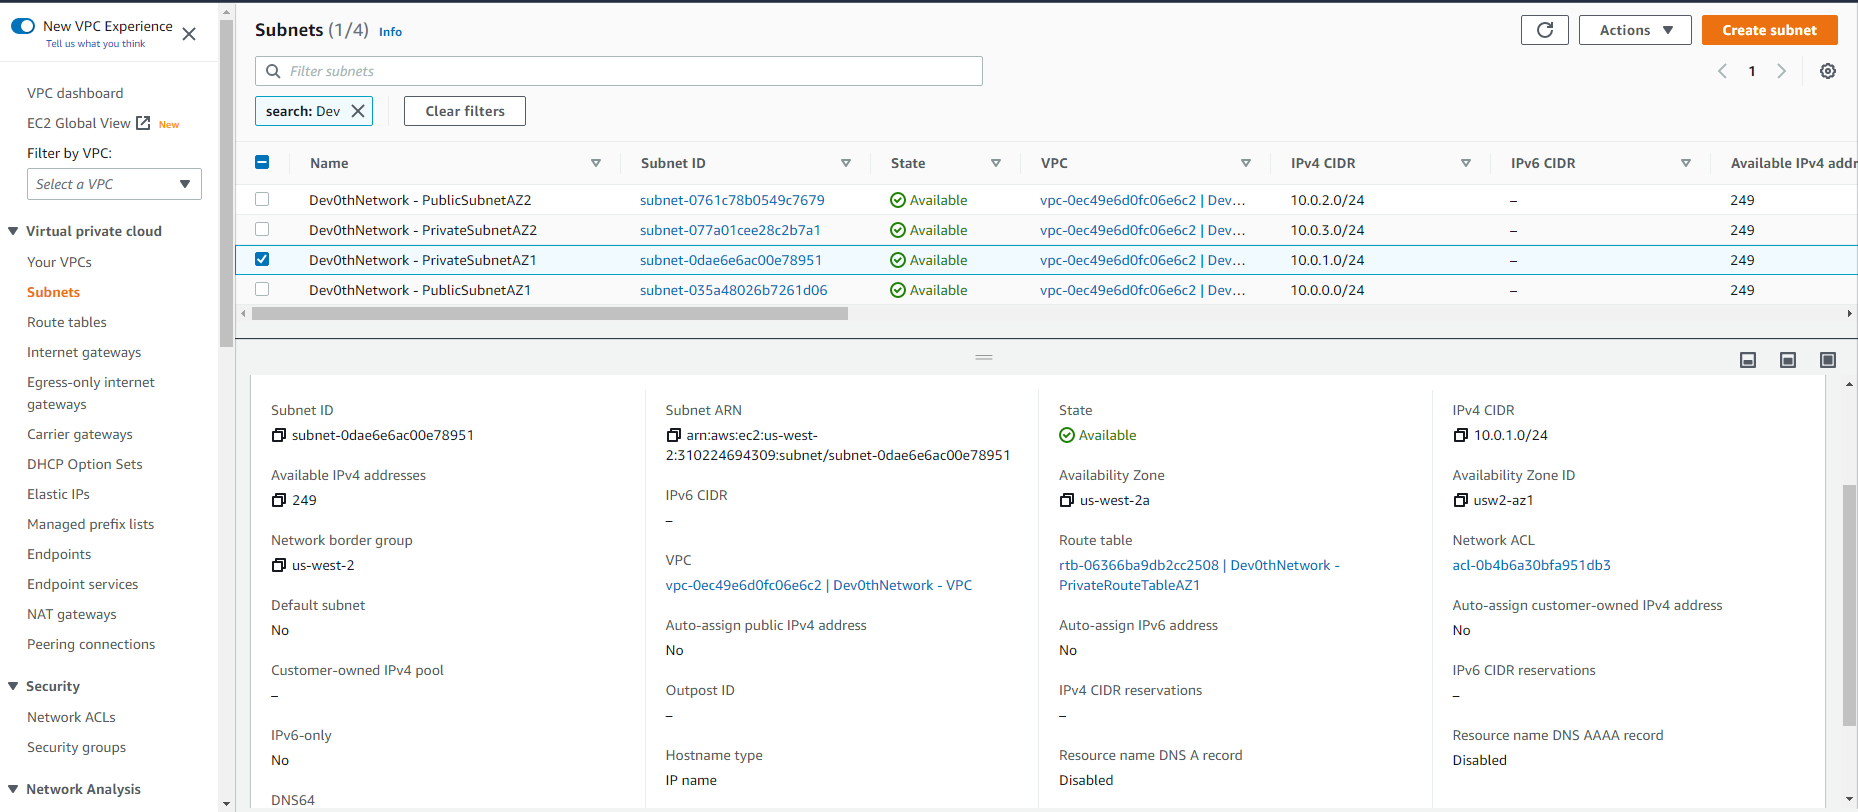 New VPC Experience
Tell us what you think
VPC dashboard
EC2 Global View New
Filter by VPC:
Select a VPC
Virtual private cloud
Your VPCs
Subnets
Route tables
Internet gateways
Egress-only internet
gateways
Carrier gateways
DHCP Option Sets
Elastic IPs
Managed prefix lists
Endpoints
Endpoint services
NAT gateways
Peering connections
Security
Network ACLs
Security groups
Network Analysis
Subnets (1/4) Info
Actions
Create subnet
Filter subnets
1
search: Dev
Clear filters
Name Subnet ID State VPC IPv4 CIDR IPv6 CIDR Available IPv4 addr
Dev0thNetwork - PublicSubnetAZ2 subnet-0761c78b0549c7679 Available vpc-0ec49e6d0fc06e6c2 | Dev... 10.0.2.0/24 – 249
Dev0thNetwork - PrivateSubnetAZ2 subnet-077a01cee28c2b7a1 Available vpc-0ec49e6d0fc06e6c2 | Dev... 10.0.3.0/24 – 249
Dev0thNetwork - PrivateSubnetAZ1 subnet-0dae6e6ac00e78951 Available vpc-0ec49e6d0fc06e6c2 | Dev... 10.0.1.0/24 – 249
Dev0thNetwork - PublicSubnetAZ1 subnet-035a48026b7261d06 Available vpc-0ec49e6d0fc06e6c2 | Dev... 10.0.0.0/24 – 249
Subnet ID
subnet-0dae6e6ac00e78951
Available IPv4 addresses
249
Network border group
us-west-2
Default subnet
No
Customer-owned IPv4 pool
–
IPv6-only
No
DNS64
Subnet ARN
arn:aws:ec2:us-west-
2:310224694309:subnet/subnet-0dae6e6ac00e78951
IPv6 CIDR
–
VPC
vpc-0ec49e6d0fc06e6c2 | Dev0thNetwork - VPC
Auto-assign public IPv4 address
No
Outpost ID
–
Hostname type
IP name
State
Available
Availability Zone
us-west-2a
Route table
rtb-06366ba9db2cc2508 | Dev0thNetwork -
PrivateRouteTableAZ1
Auto-assign IPv6 address
No
IPv4 CIDR reservations
–
Resource name DNS A record
Disabled
IPv4 CIDR
10.0.1.0/24
Availability Zone ID
usw2-az1
Network ACL
acl-0b4b6a30bfa951db3
Auto-assign customer-owned IPv4 address
No
IPv6 CIDR reservations
–
Resource name DNS AAAA record
Disabled